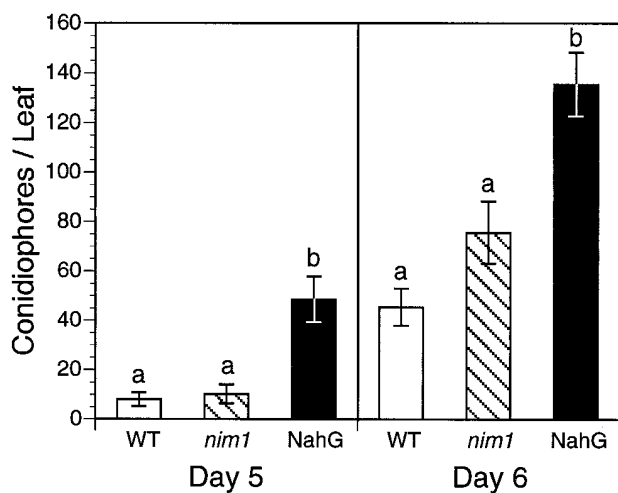 Conidiophores / Leaf
160
140
120
100
80
60
40
20
0
a
a
b
a
a
b
WT nim1 NahG WT nim1 NahG
Day 5 Day 6